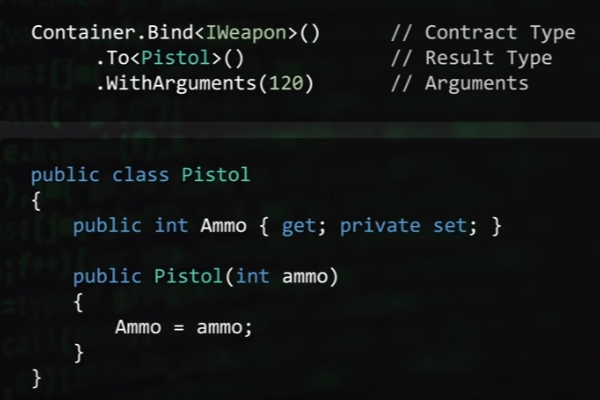 Container.Bind<IWeapon>() // Contract Type
.To<Pistol>() // Result Type
.WithArguments(120) // Arguments
public class Pistol
{
public int Ammo { get; private set; }
public Pistol(int ammo)
{
Ammo = ammo;
}
}